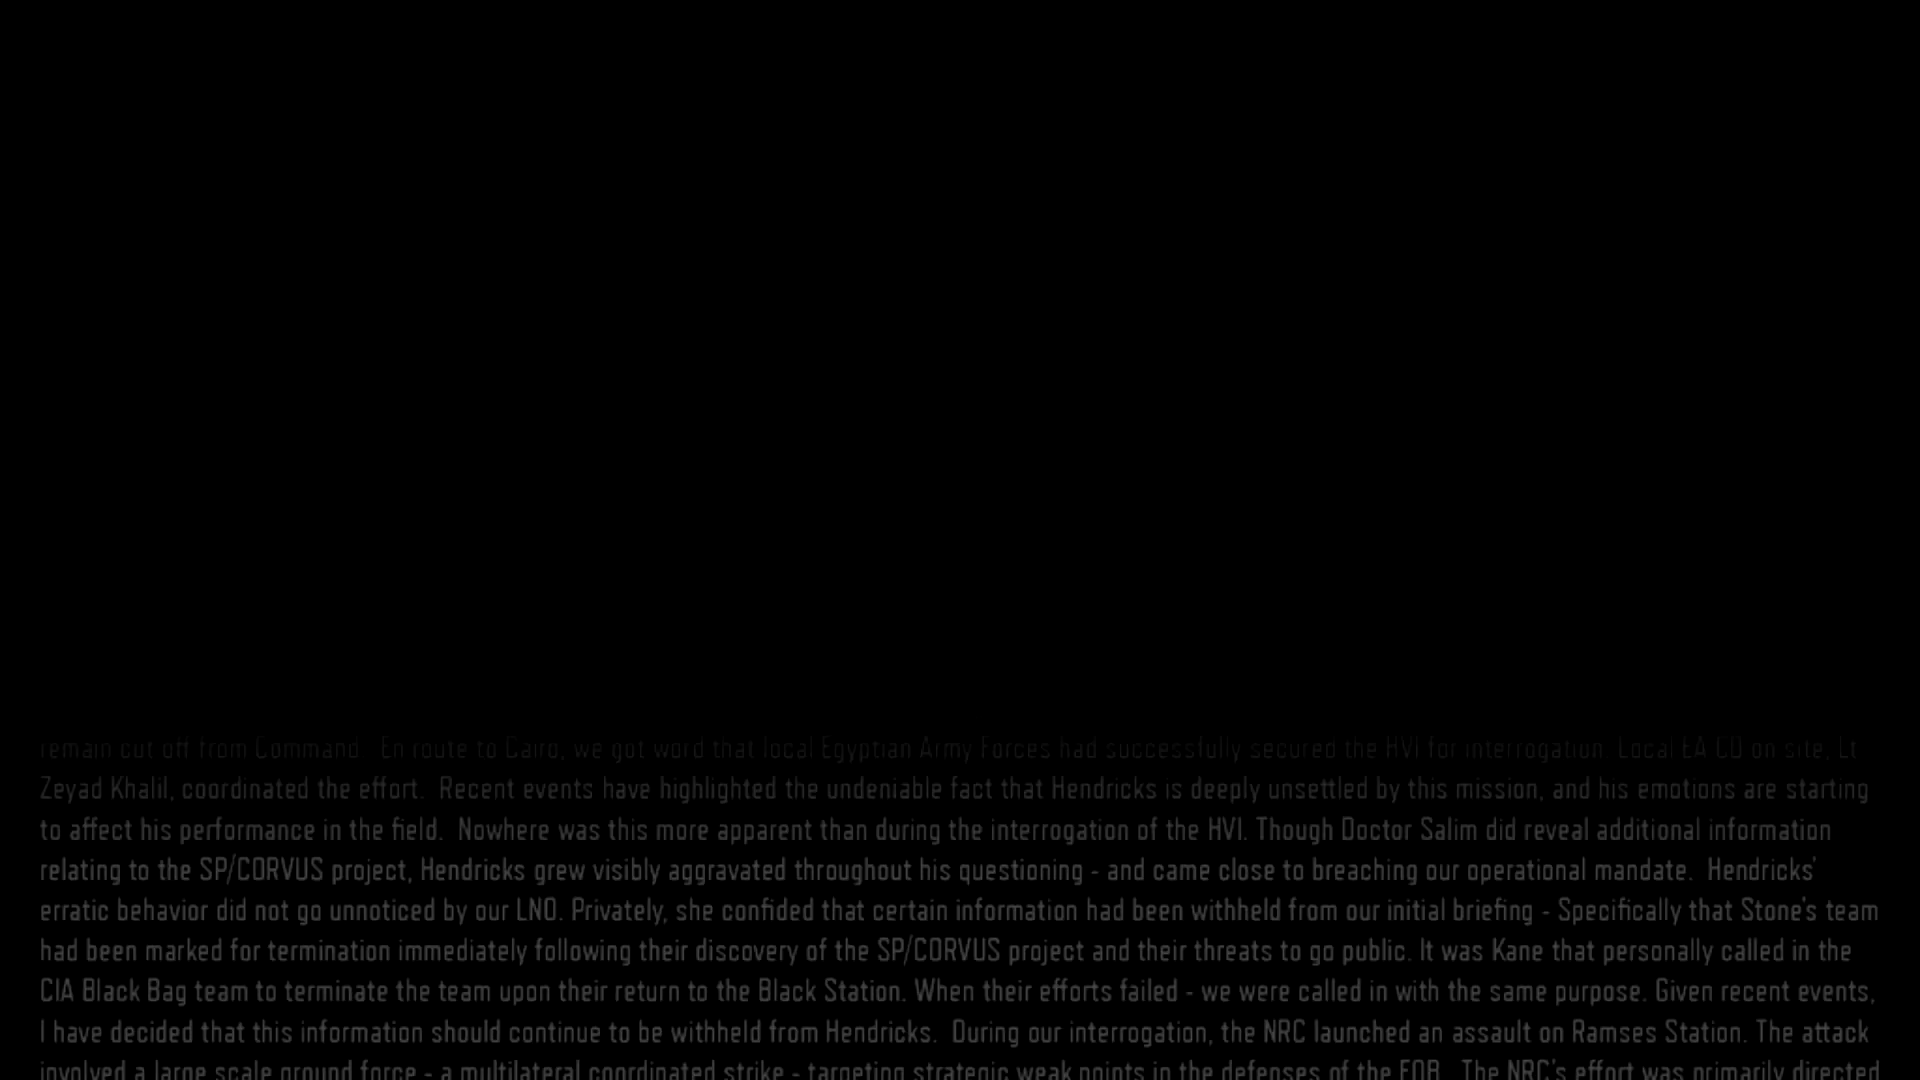 remain cut off from Command.  En route to Cairo, we got word that local Egyptian Army Forces had successfully secured the HVI for interrogation. Local EA CO on site, Lt
Zeyad Khalil, coordinated the effort.  Recent events have highlighted the undeniable fact that Hendricks is deeply unsettled by this mission, and his emotions are starting
to affect his performance in the field.  Nowhere was this more apparent than during the interrogation of the HVI. Though Doctor Salim did reveal additional information
relating to the SP/CORVUS project, Hendricks grew visibly aggravated throughout his questioning - and came close to breaching our operational mandate.  Hendricks'
erratic behavior did not go unnoticed by our LNO. Privately, she confided that certain information had been withheld from our initial briefing - Specifically that Stone's team
had been marked for termination immediately following their discovery of the SP/CORVUS project and their threats to go public. It was Kane that personally called in the
CIA Black Bag team to terminate the team upon their return to the Black Station. When their efforts failed - we were called in with the same purpose. Given recent events,
I have decided that this information should continue to be withheld from Hendricks.  During our interrogation, the NRC launched an assault on Ramses Station. The attack
involved a large scale ground force - a multilateral coordinated strike - targeting strategic weak points in the defenses of the FOB.  The NRC's effort was primarily directed